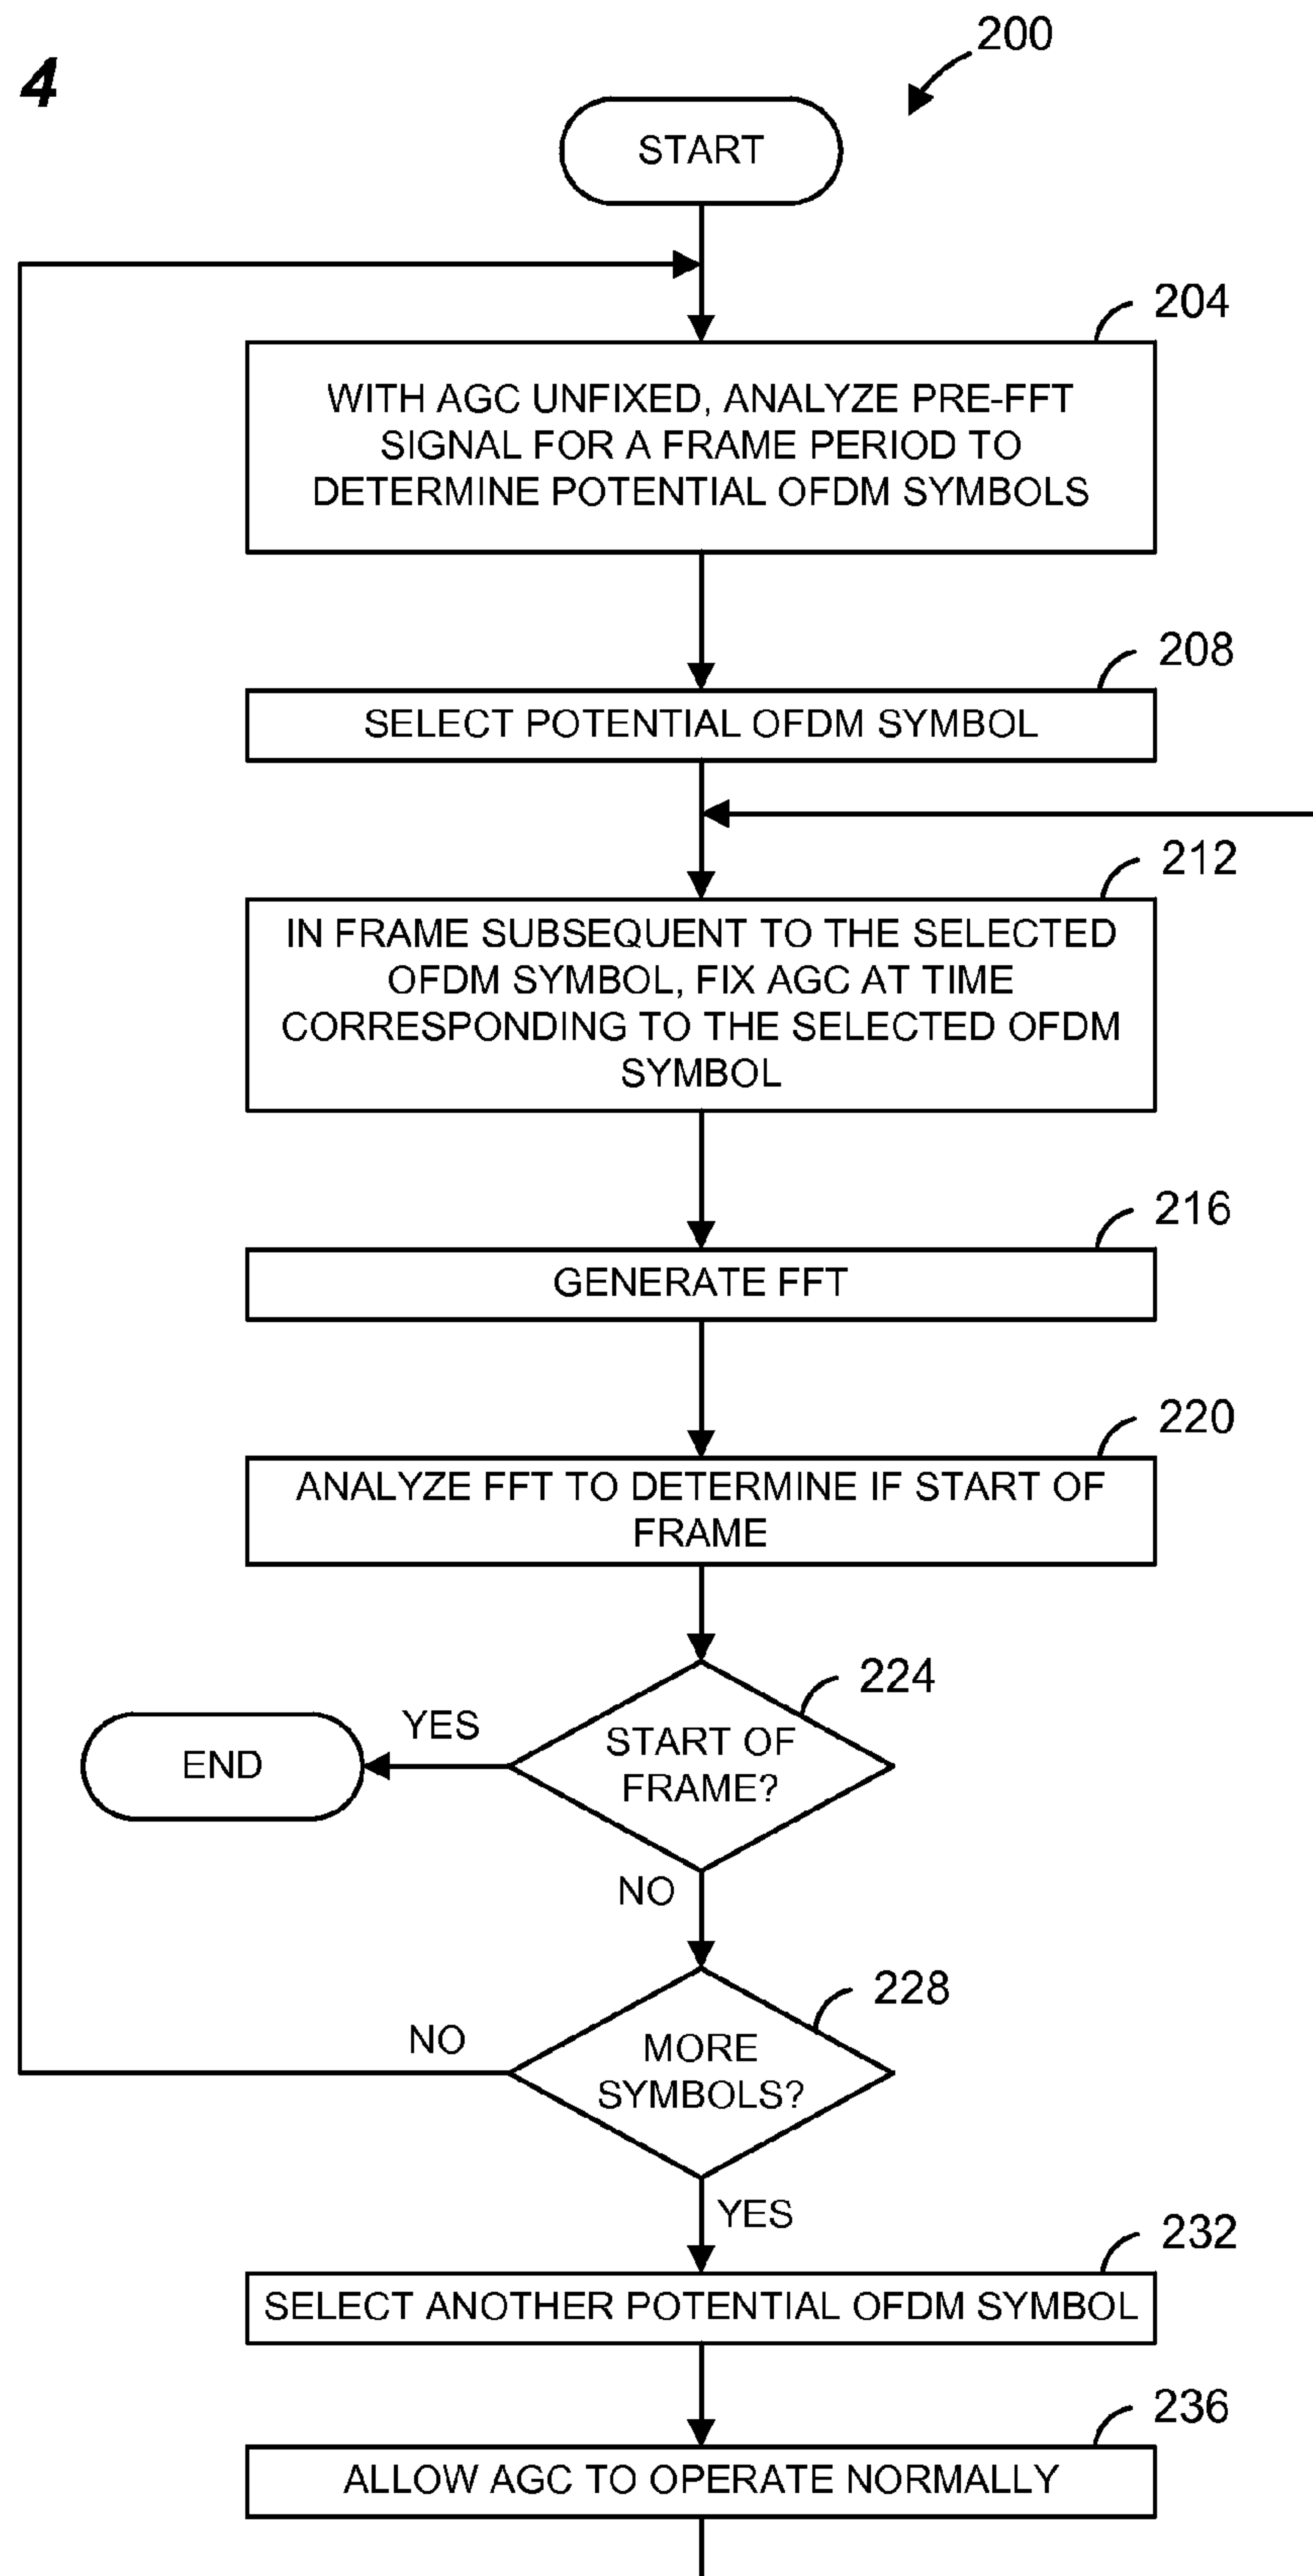 4
200
START
204
WITH AGC UNFIXED, ANALYZE PRE-FFT
SIGNAL FOR A FRAME PERIOD TO
DETERMINE POTENTIAL OFDM SYMBOLS
208
SELECT POTENTIAL OFDM SYMBOL
212
IN FRAME SUBSEQUENT TO THE SELECTED
OFDM SYMBOL, FIX AGC AT TIME
CORRESPONDING TO THE SELECTED OFDM
SYMBOL
216
GENERATE FFT
220
ANALYZE FFT TO DETERMINE IF START OF
FRAME
224
START OF
FRAME?
YES
END
NO
228
MORE
SYMBOLS?
NO
YES
232
SELECT ANOTHER POTENTIAL OFDM SYMBOL
236
ALLOW AGC TO OPERATE NORMALLY